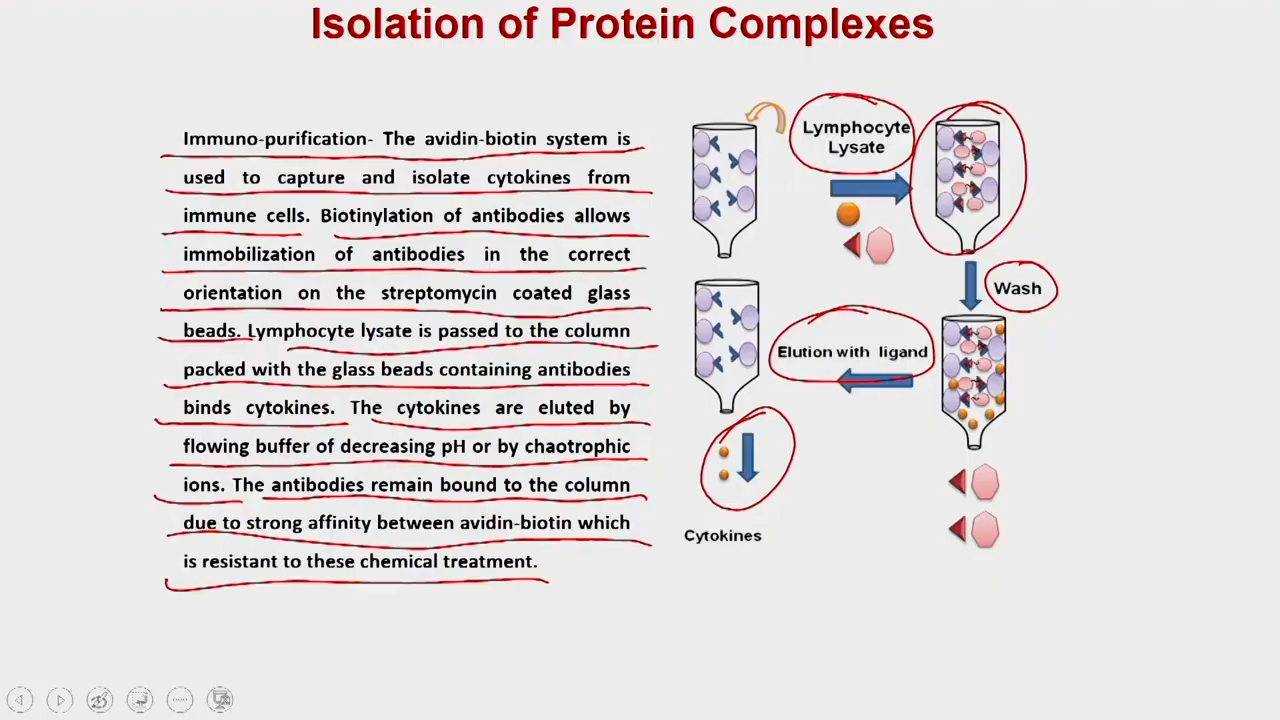 Isolation of Protein Complexes
Immuno-purification- The avidin-biotin system is
used to capture and isolate cytokines from
immune cells. Biotinylation of antibodies allows
immobilization of antibodies in the correct
orientation on the streptomycin coated glass
beads. Lymphocyte lysate is passed to the column
packed with the glass beads containing antibodies
binds cytokines. The cytokines are eluted by
flowing buffer of decreasing pH or by chaotrophic
ions. The antibodies remain bound to the column
due to strong affinity between avidin-biotin which
is resistant to these chemical treatment.
Lymphocyte
Lysate
Wash
Elution with ligand
Cytokines